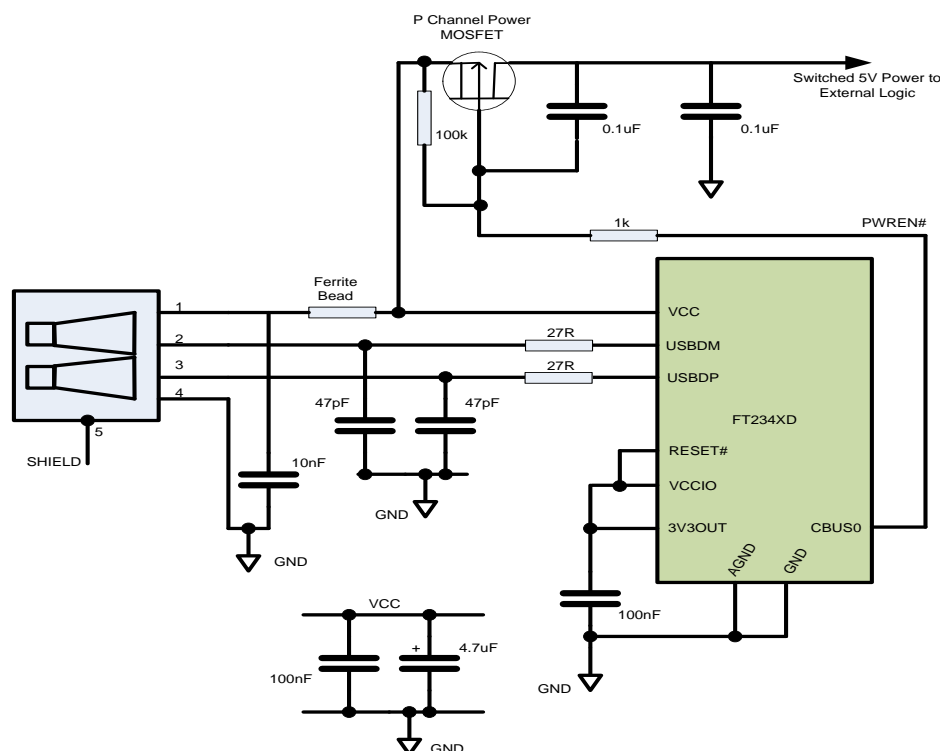 P Channel Power
MOSFET
Switched 5V Power to
External Logic
0.1uF
0.1uF
100k
1k
PWREN#
Ferrite
Bead
1
VCC
27R
2
USBDM
27R
3
USBDP
4
47pF
47pF
FT234XD
5
SHIELD
10nF
RESET#
VCCIO
GND
3V3OUT
CBUS0
GND
AGND
GND
100nF
VCC
+
4.7uF
100nF
GND
GND